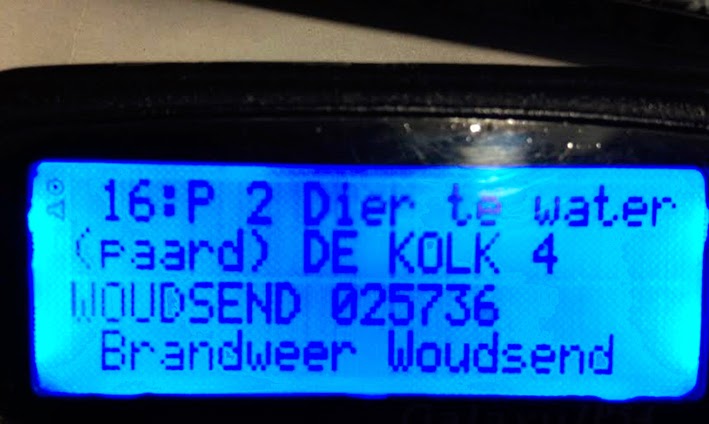 16:P 2 Dier te water
(paard) DE KOLK 4
WOUDSEND 025736
Brandweer Woudsend